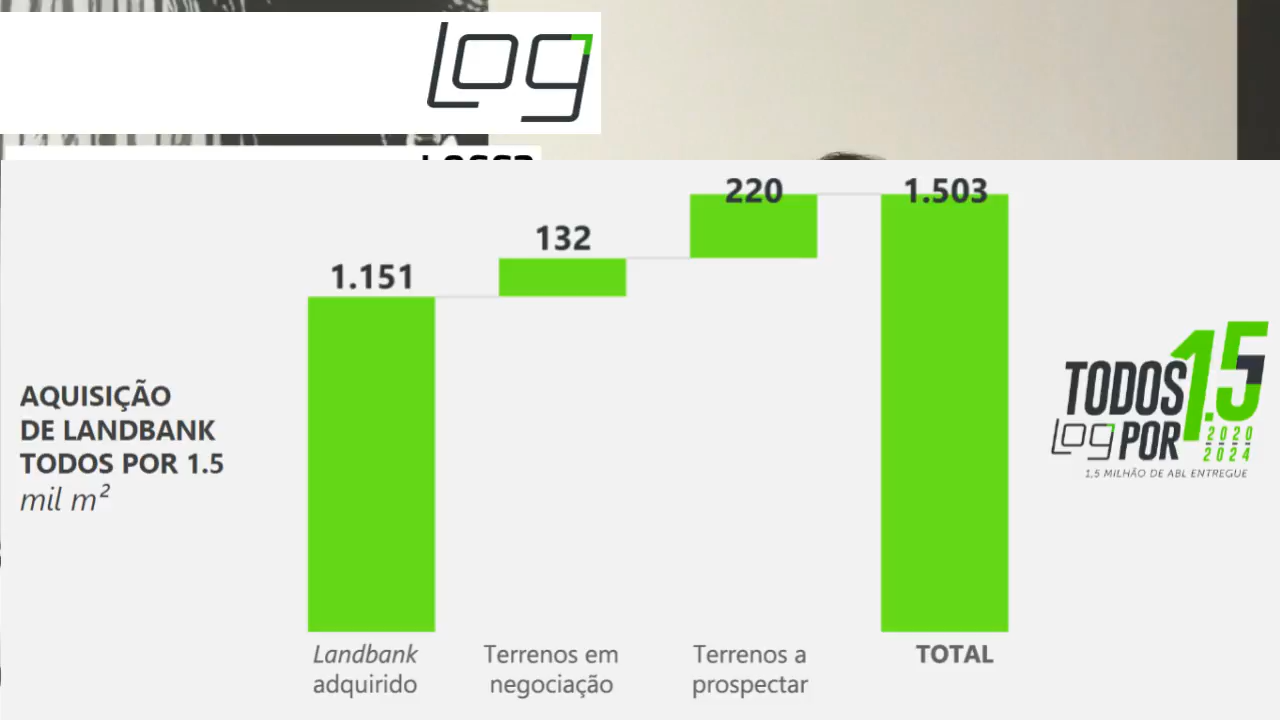 Log
LOGG3
220
1.503
132
1.151
AQUISIÇÃO
DE LANDBANK
TODOS POR 1.5
mil m²
TODOS 1.5
Log POR 2020
2024
1,5 MILHÃO DE ABL ENTREGUE
Landbank
adquirido
Terrenos em
negociação
Terrenos a
prospectar
TOTAL